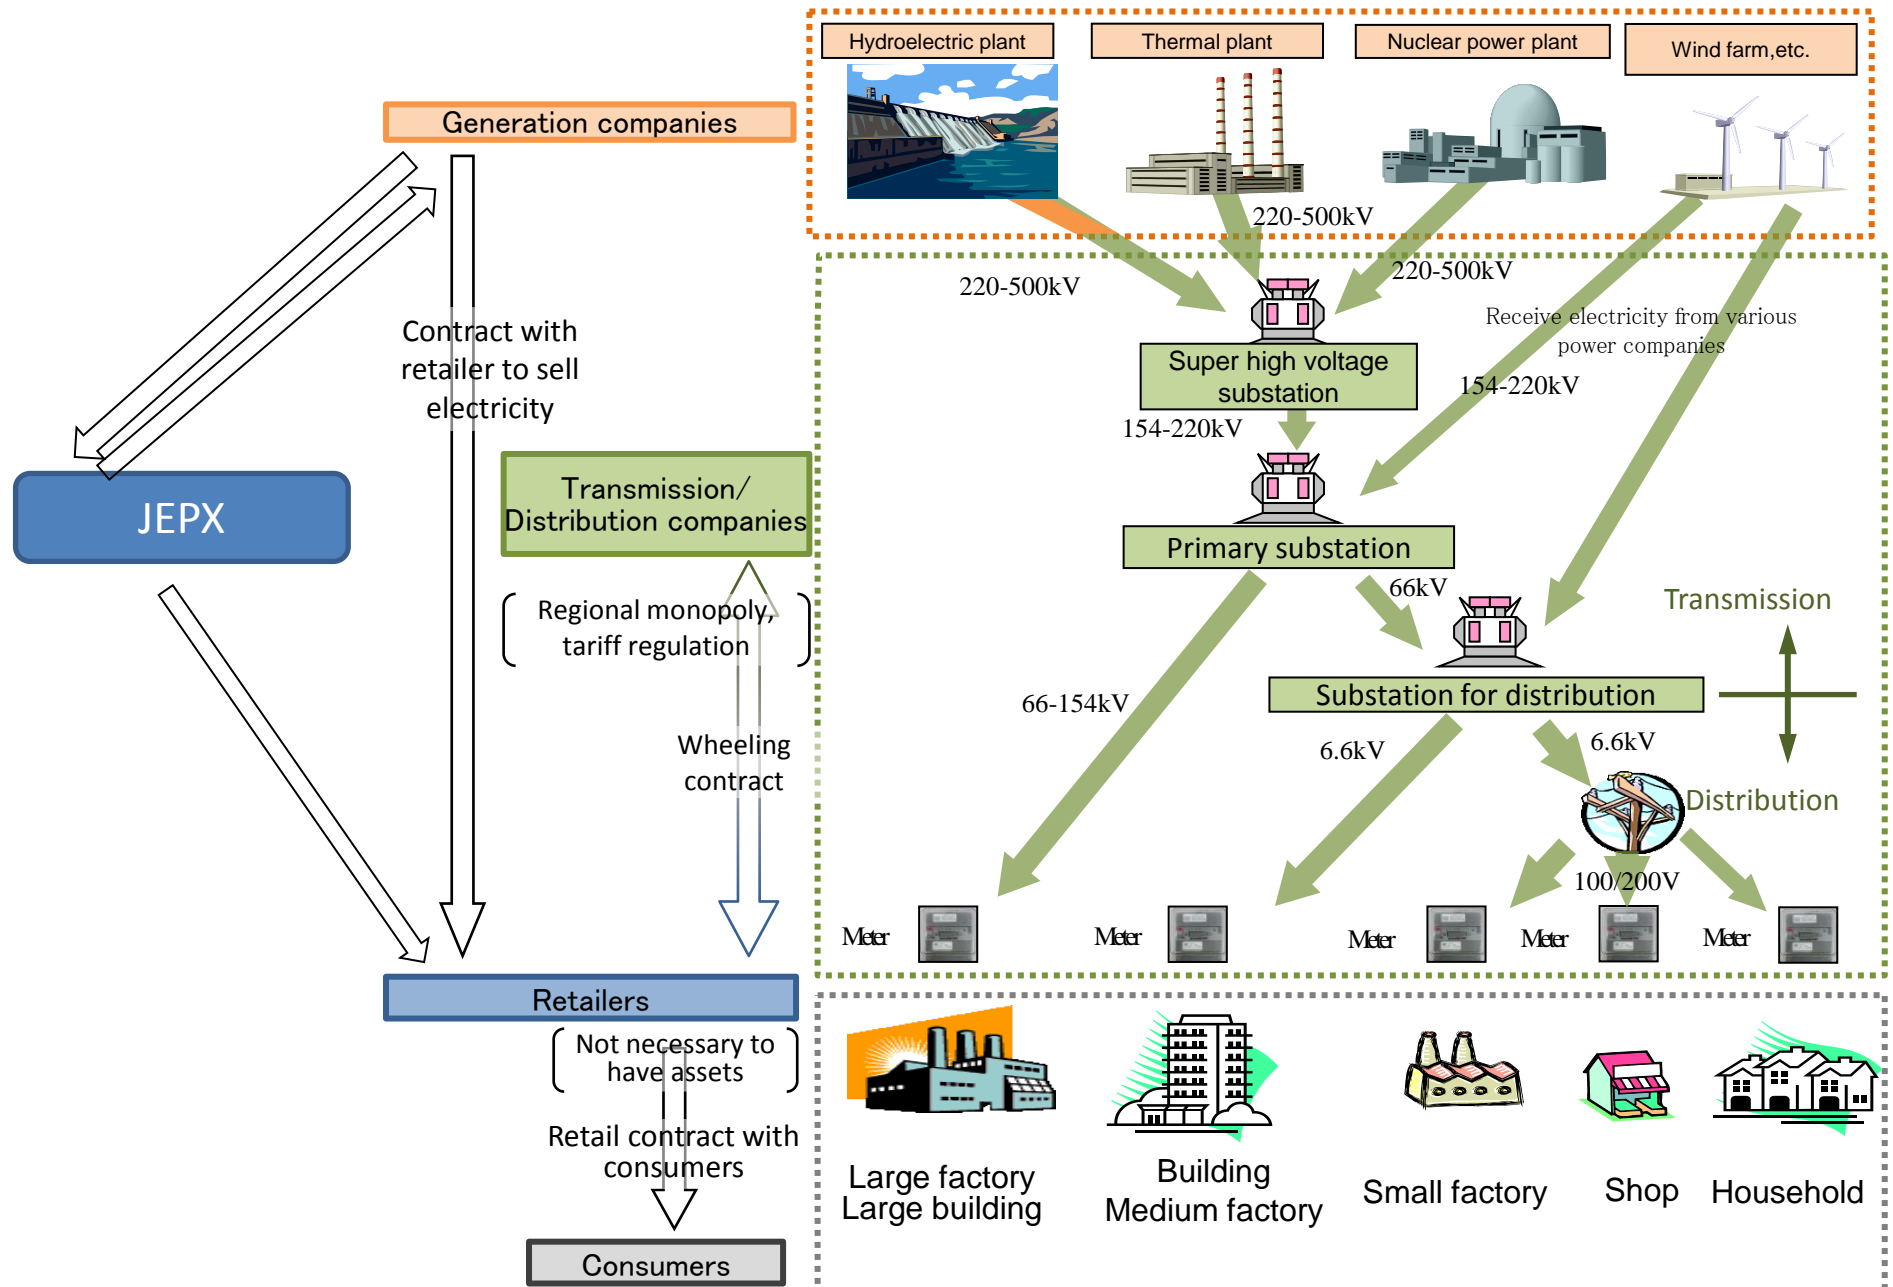 Hydroelectric plant
Thermal plant
Nuclear power plant
Wind farm,etc.
Generation companies
220-500kV
220-500kV
220-500kV
Receive electricity from various
power companies
Contract with
retailer to sell
electricity
Super high voltage
substation
154-220kV
154-220kV
Transmission/
Distribution companies
JEPX
Primary substation
Regional monopoly,
tariff regulation
66kV
Transmission
Substation for distribution
66-154kV
6.6kV
6.6kV
Wheeling
contract
Distribution
100/200V
Meter
Meter
Meter
Meter
Meter
Retailers
Not necessary to
have assets
Retail contract with
consumers
Large factory
Large building
Building
Medium factory
Small factory
Shop
Household
Consumers